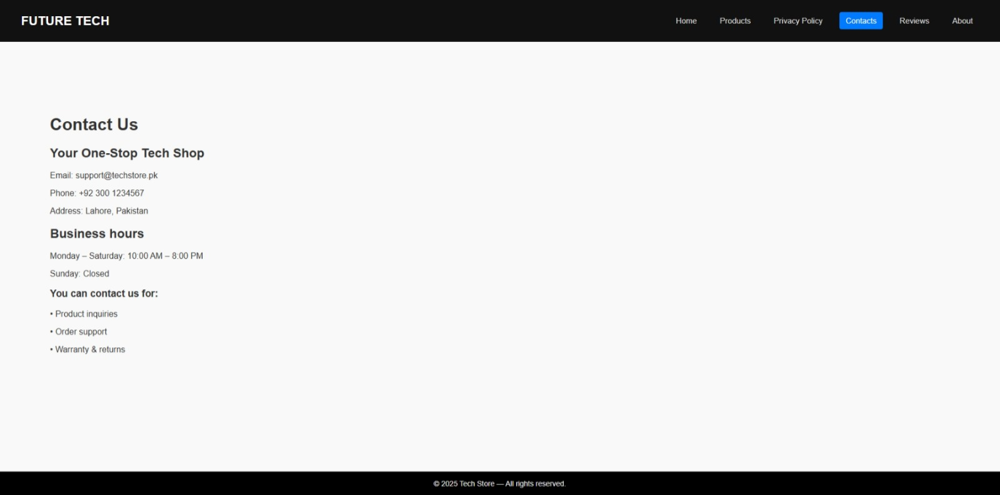 FUTURE TECH
Home Products Privacy Policy Contacts Reviews About
Contact Us
Your One-Stop Tech Shop
Email: support@techstore.pk
Phone: +92 300 1234567
Address: Lahore, Pakistan
Business hours
Monday – Saturday: 10:00 AM – 8:00 PM
Sunday: Closed
You can contact us for:
• Product inquiries
• Order support
• Warranty & returns
© 2025 Tech Store — All rights reserved.